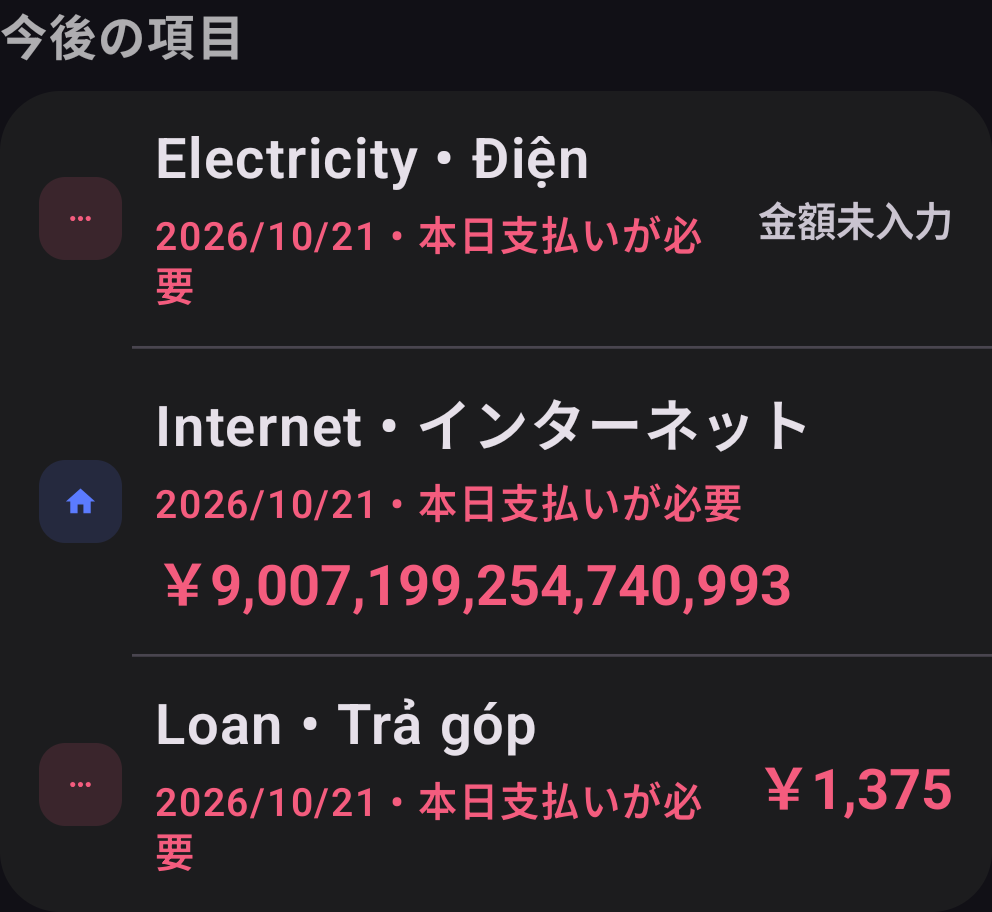 今後の項目
Electricity・Điện
2026/10/21・本日支払いが必
要
金額未入力
Internet・インターネット
2026/10/21・本日支払いが必要
￥9,007,199,254,740,993
Loan・Trả góp
2026/10/21・本日支払いが必
要
￥1,375